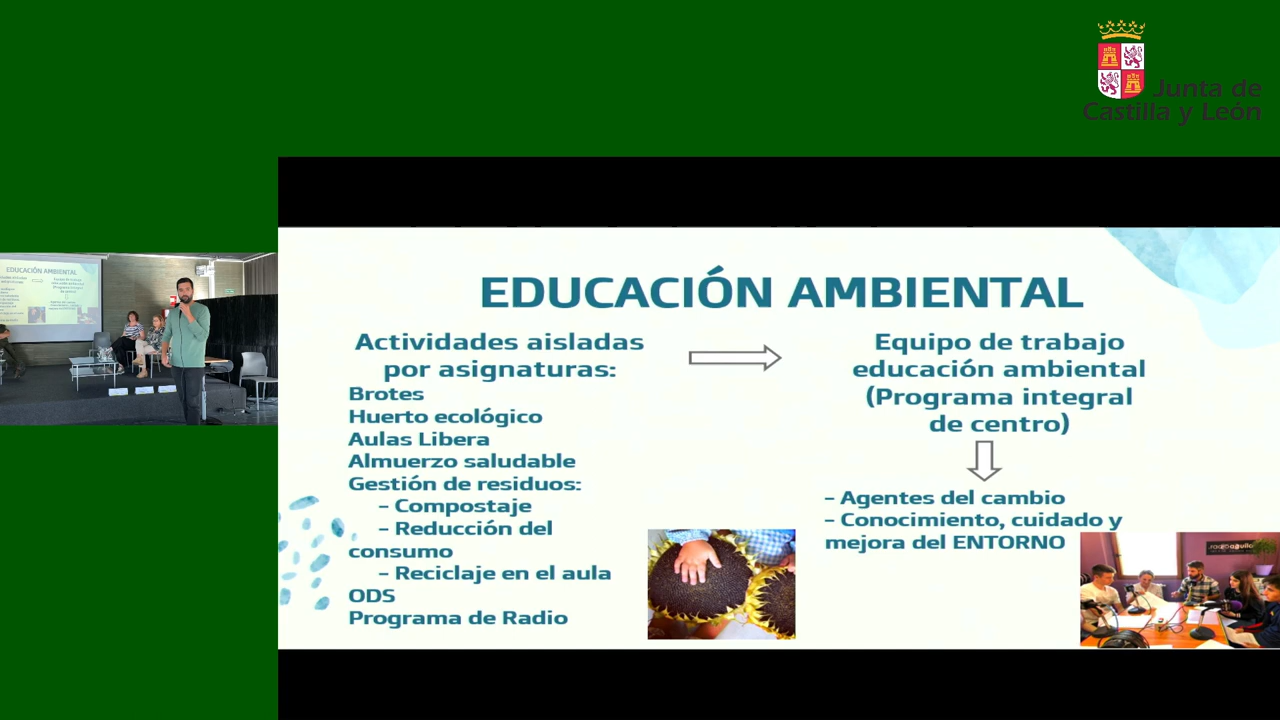 Junta de
Castilla y León
EDUCACIÓN AMBIENTAL
Actividades aisladas
por asignaturas:
Brotes
Huerto ecológico
Aulas Libera
Almuerzo saludable
Gestión de residuos:
– Compostaje
– Reducción del
consumo
– Reciclaje en el aula
ODS
Programa de Radio
Equipo de trabajo
educación ambiental
(Programa integral
de centro)
– Agentes del cambio
– Conocimiento, cuidado y
mejora del ENTORNO
EDUCACIÓN AMBIENTAL